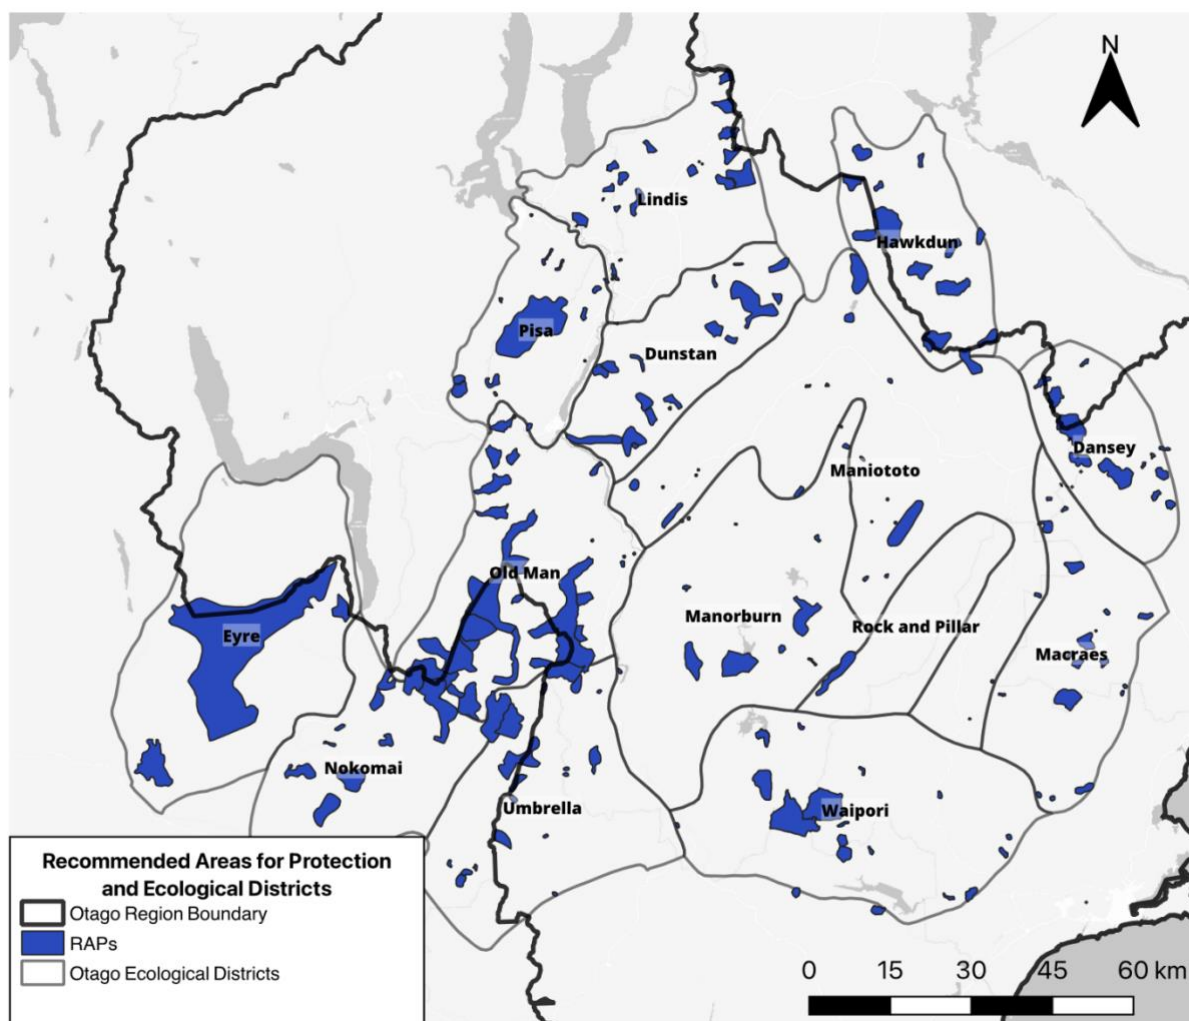 N
Lindis
Hawkdun
Pisa
Dunstan
Dansey
Maniototo
Old Man
Manorburn
Rock and Pillar
Eyre
Macraes
Nokomai
Umbrella
Waipori
Recommended Areas for Protection
and Ecological Districts
Otago Region Boundary
RAPs
Otago Ecological Districts
0 15 30 45 60 km